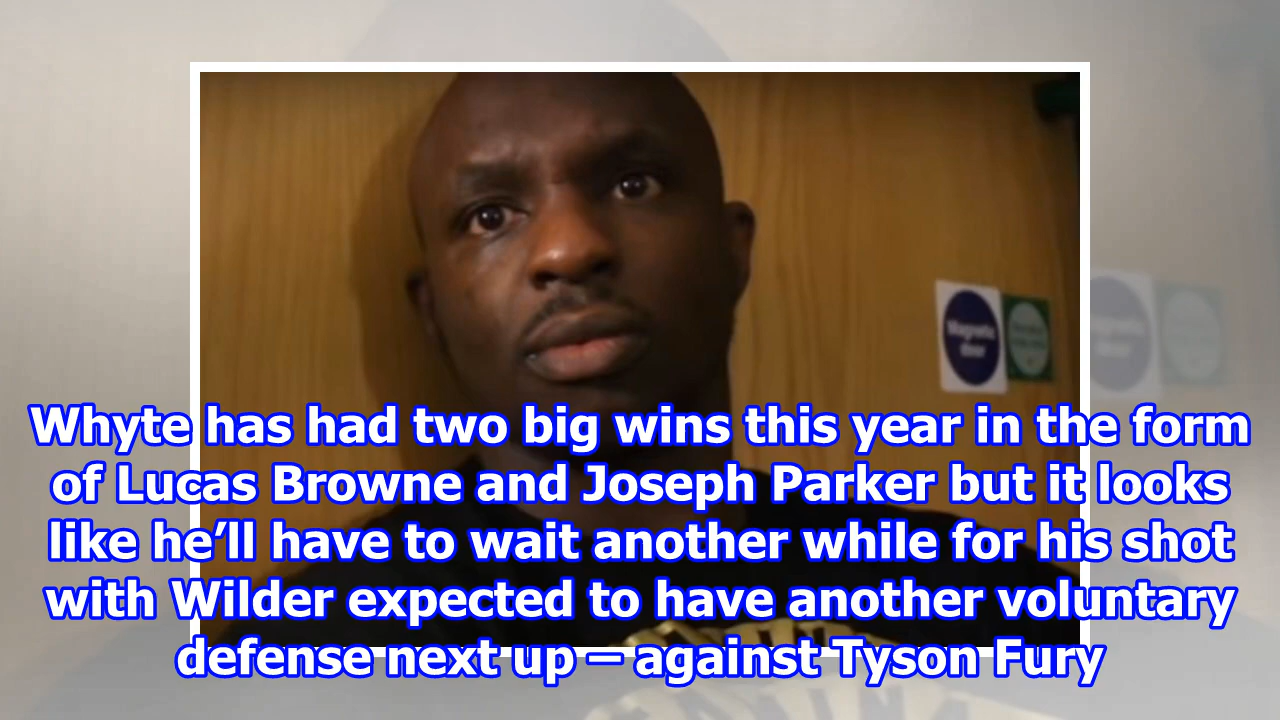 Whyte has had two big wins this year in the form
of Lucas Browne and Joseph Parker but it looks
like he’ll have to wait another while for his shot
with Wilder expected to have another voluntary
defense next up – against Tyson Fury
Magnetic
door